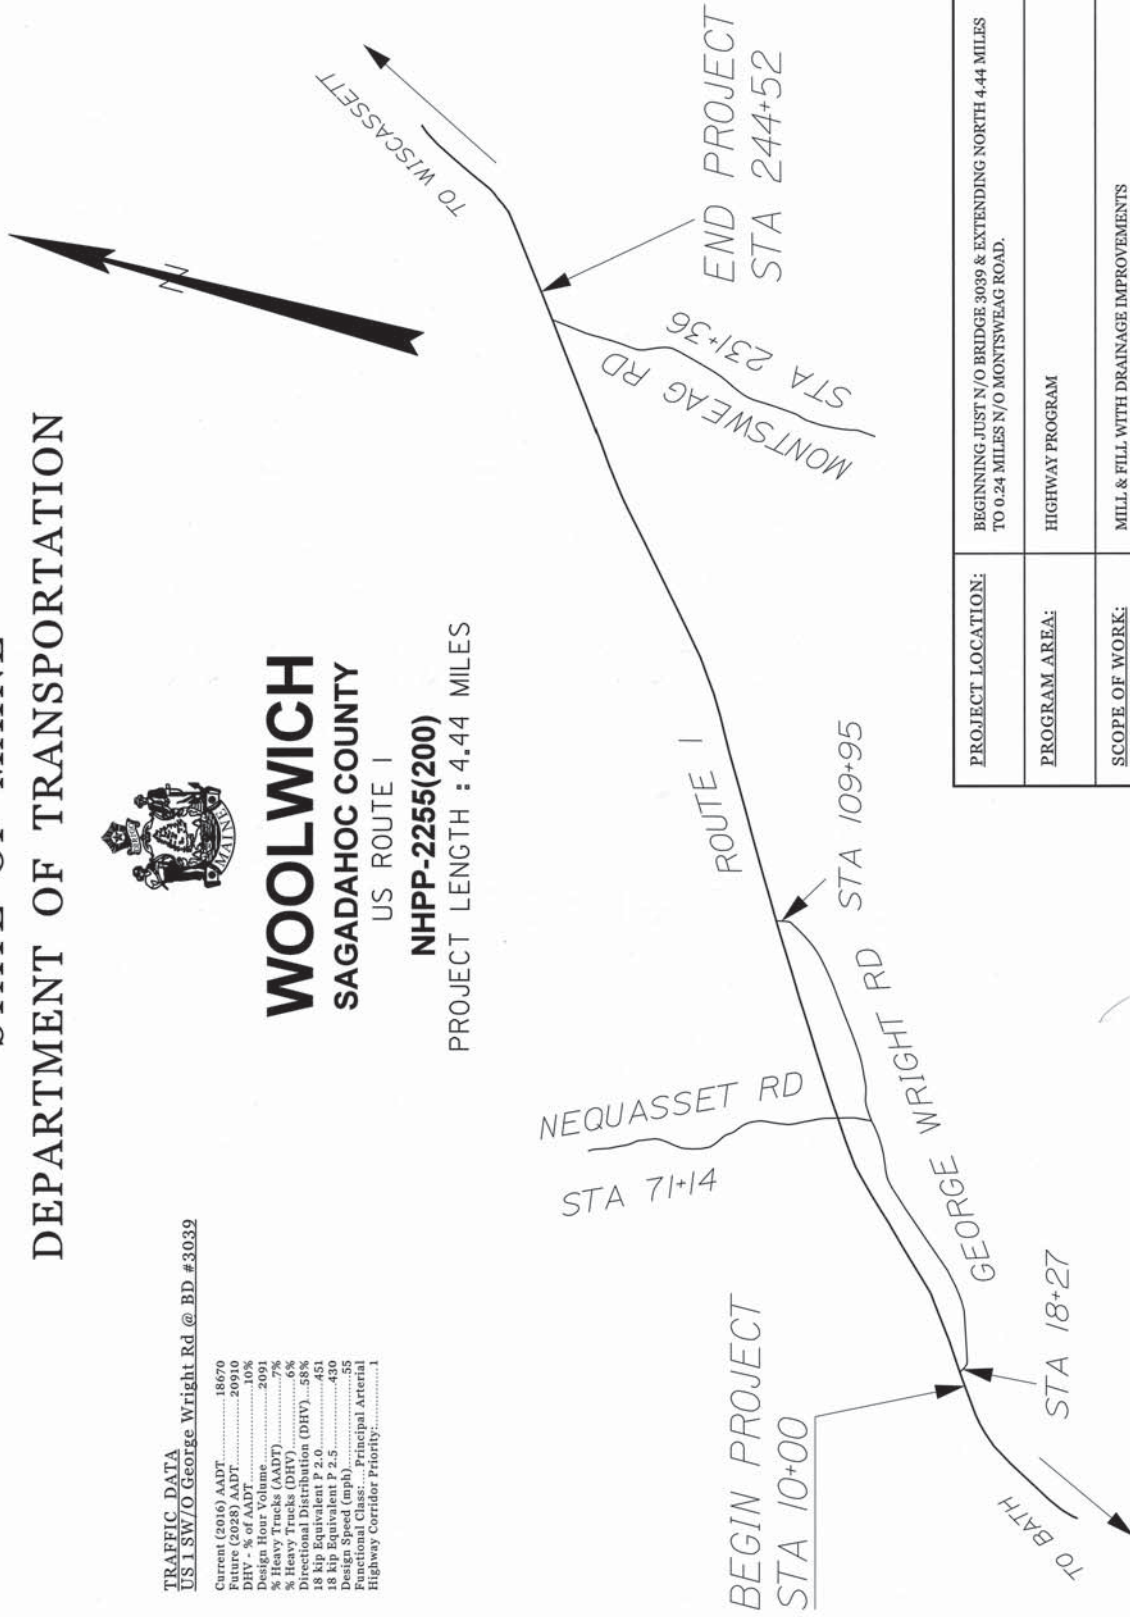 DEPARTMENT OF TRANSPORTATION
MAINE
WOOLWICH
SAGADAHOC COUNTY
US ROUTE 1
NHPP-2255(200)
PROJECT LENGTH : 4.44 MILES
TRAFFIC DATA
US 1 SW/O George Wright Rd @ BD #3039
Current (2016) AADT..........18670
Future (2028) AADT..........20910
DHV - % of AADT..........10%
Design Hour Volume..........2091
% Heavy Trucks (AADT)..........7%
% Heavy Trucks (DHV)..........6%
Directional Distribution (DHV)....58%
18 kip Equivalent P 2.0..........451
18 kip Equivalent P 2.5..........430
Design Speed (mph)..........55
Functional Class:.....Principal Arterial
Highway Corridor Priority:..........1
N
TO WISCASSETT
END PROJECT
STA 244+52
MONTSWEAG RD
STA 231+36
ROUTE 1
STA 109+95
NEQUASSET RD
STA 71+14
GEORGE WRIGHT RD
BEGIN PROJECT
STA 10+00
STA 18+27
TO BATH
PROJECT LOCATION:
BEGINNING JUST N/O BRIDGE 3039 & EXTENDING NORTH 4.44 MILES
TO 0.24 MILES N/O MONTSWEAG ROAD.
PROGRAM AREA:
HIGHWAY PROGRAM
SCOPE OF WORK:
MILL & FILL WITH DRAINAGE IMPROVEMENTS